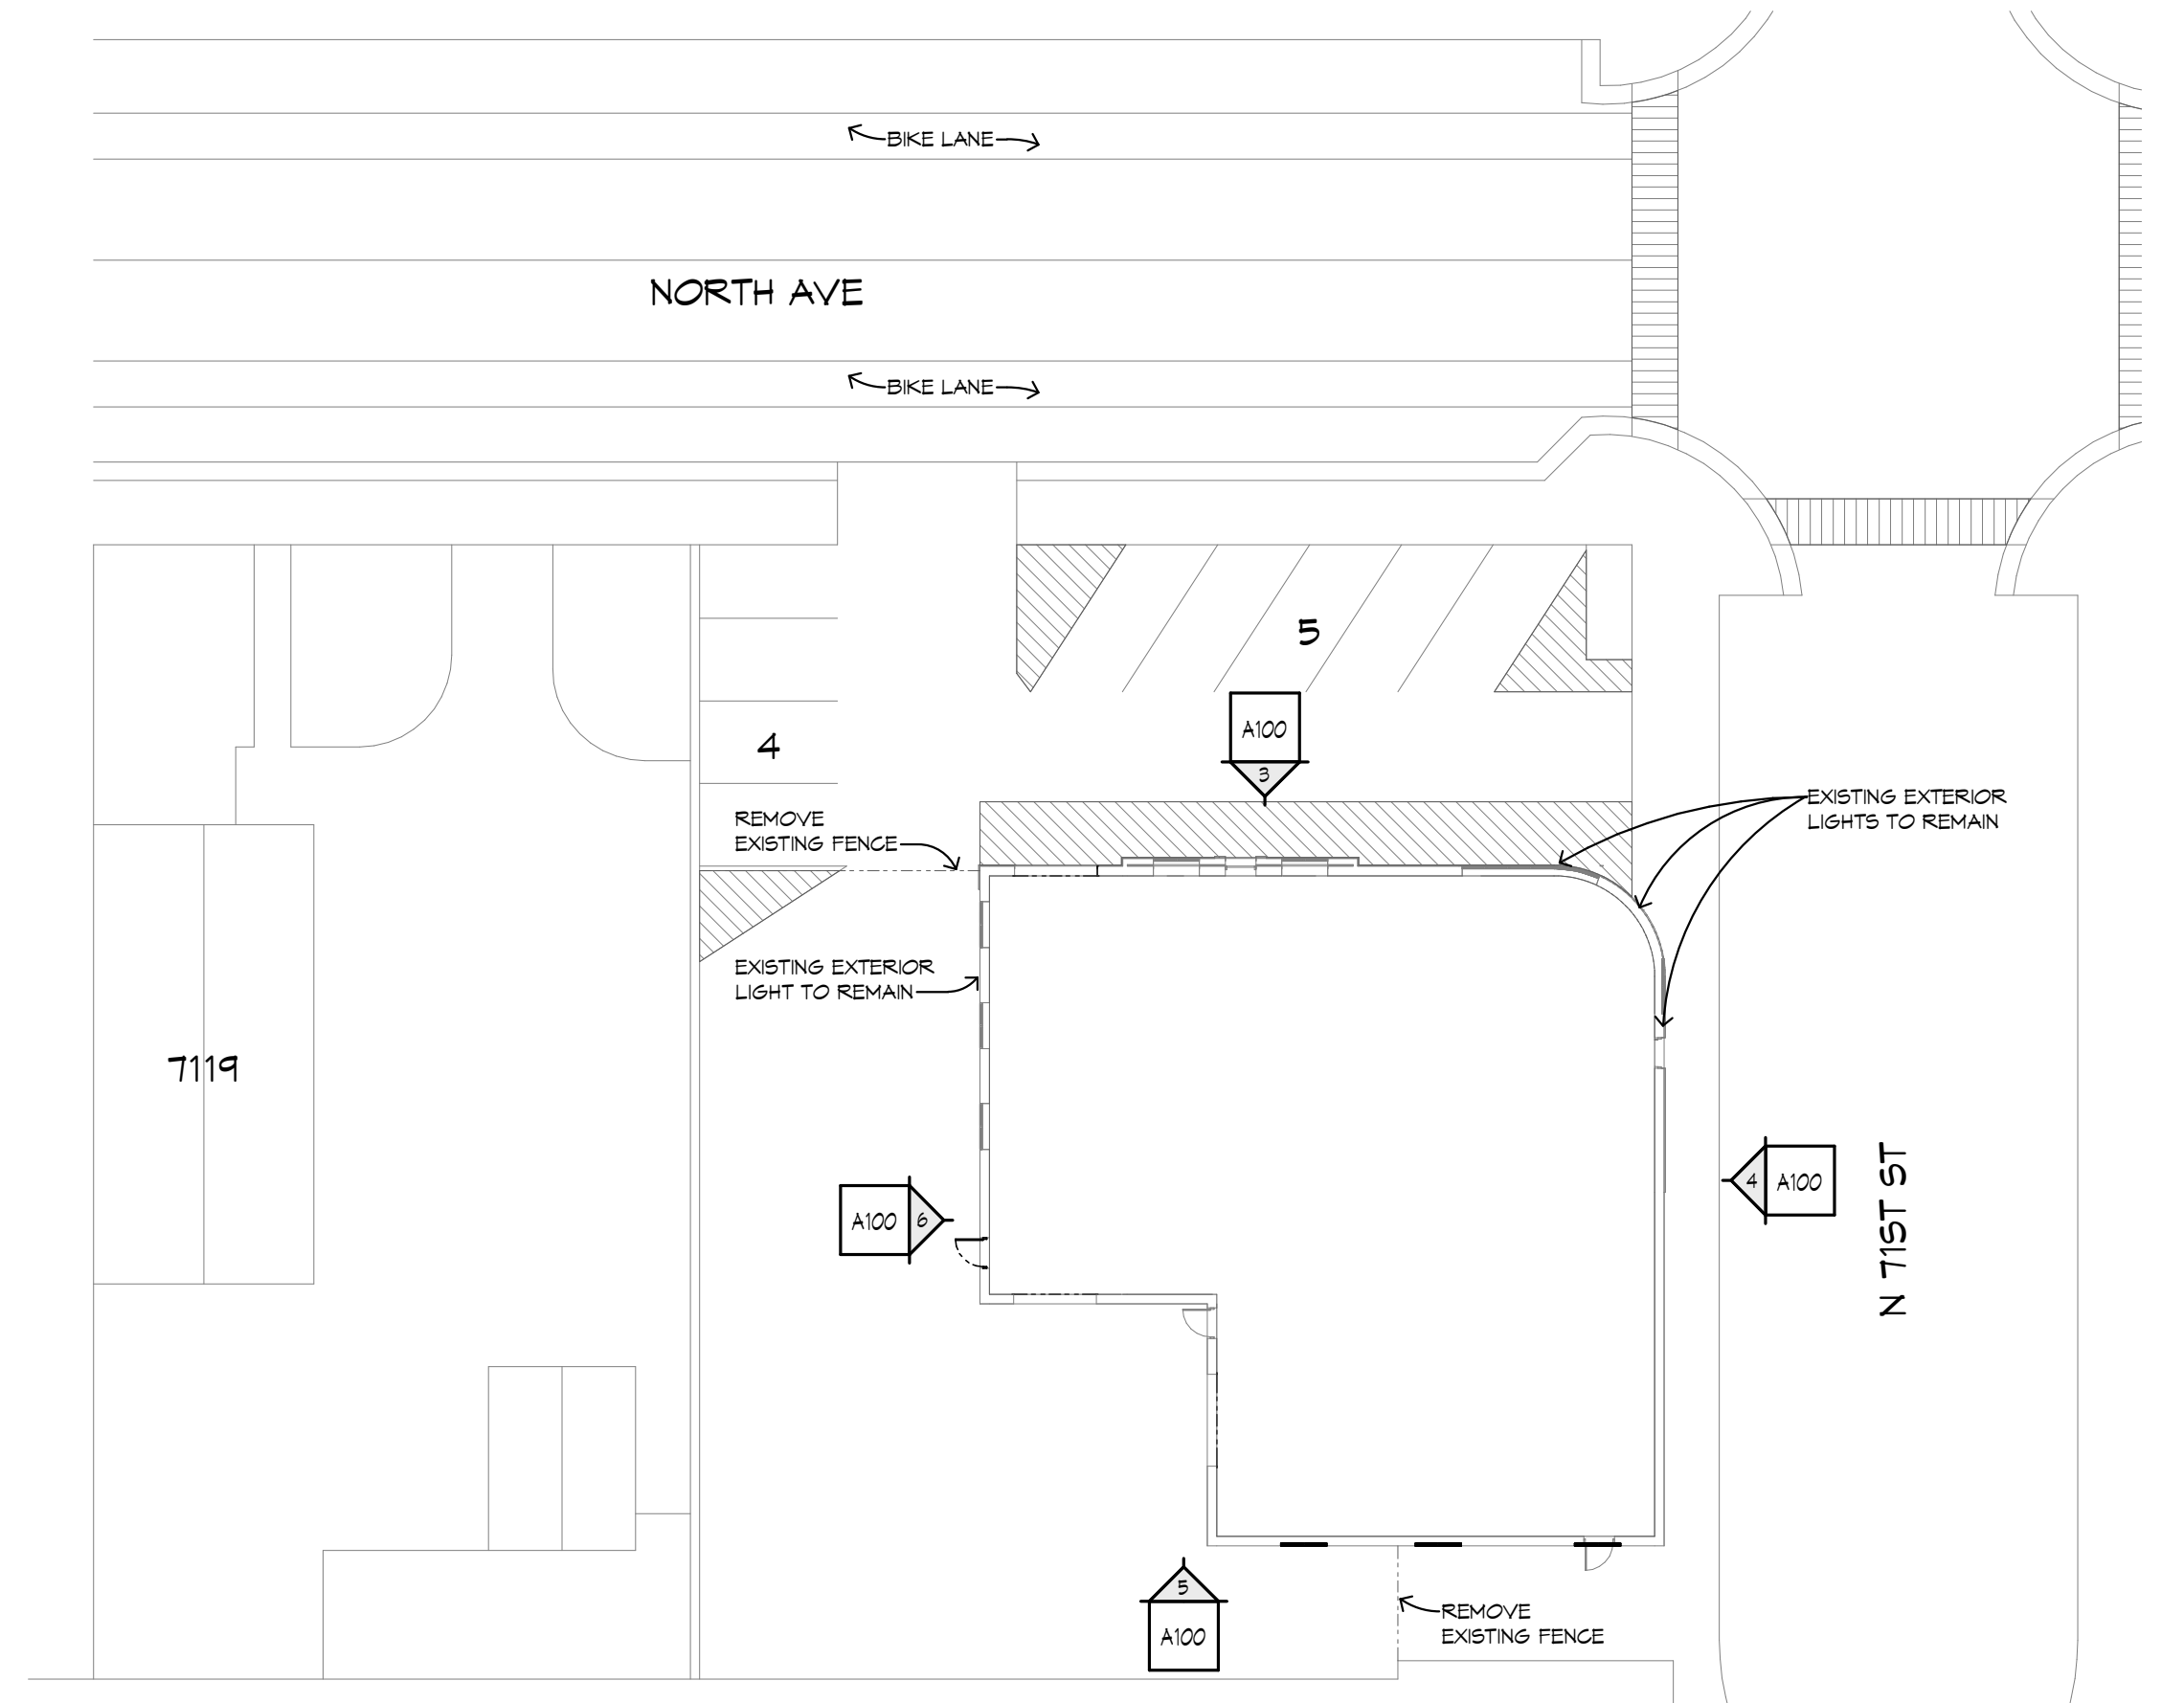 BIKE LANE
NORTH AVE
BIKE LANE
5
A100
3
4
REMOVE
EXISTING FENCE
EXISTING EXTERIOR
LIGHTS TO REMAIN
EXISTING EXTERIOR
LIGHT TO REMAIN
7119
A100 6
4 A100
N 71ST ST
5
A100
REMOVE
EXISTING FENCE